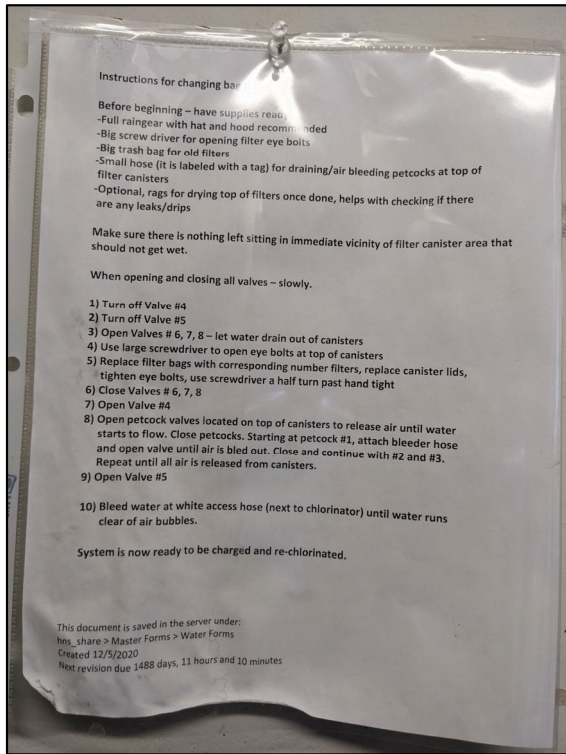 Instructions for changing bag
Before beginning – have supplies ready
-Full raingear with hat and hood recommended
-Big screw driver for opening filter eye bolts
-Big trash bag for old filters
-Small hose (it is labeled with a tag) for draining/air bleeding petcocks at top of
filter canisters
-Optional, rags for drying top of filters once done, helps with checking if there
are any leaks/drips
Make sure there is nothing left sitting in immediate vicinity of filter canister area that
should not get wet.
When opening and closing all valves – slowly.
1) Turn off Valve #4
2) Turn off Valve #5
3) Open Valves # 6, 7, 8 – let water drain out of canisters
4) Use large screwdriver to open eye bolts at top of canisters
5) Replace filter bags with corresponding number filters, replace canister lids,
tighten eye bolts, use screwdriver a half turn past hand tight
6) Close Valves # 6, 7, 8
7) Open Valve #4
8) Open petcock valves located on top of canisters to release air until water
starts to flow. Close petcocks. Starting at petcock #1, attach bleeder hose
and open valve until air is bled out. Close and continue with #2 and #3.
Repeat until all air is released from canisters.
9) Open Valve #5
10) Bleed water at white access hose (next to chlorinator) until water runs
clear of air bubbles.
System is now ready to be charged and re-chlorinated.
This document is saved in the server under:
hns_share > Master Forms > Water Forms
Created 12/5/2020
Next revision due 1488 days, 11 hours and 10 minutes